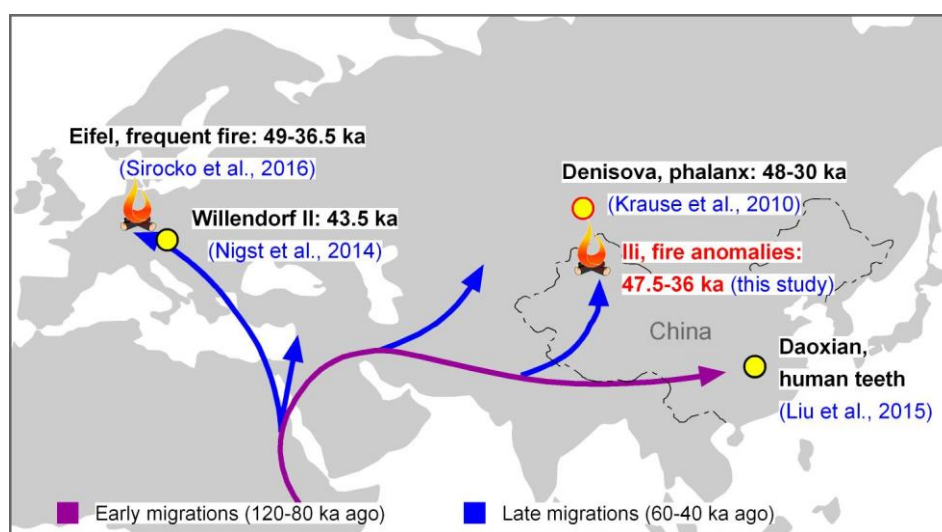 Eifel, frequent fire: 49-36.5 ka
(Sirocko et al., 2016)
Willendorf II: 43.5 ka
(Nigst et al., 2014)
Denisova, phalanx: 48-30 ka
(Krause et al., 2010)
Ili, fire anomalies:
47.5-36 ka (this study)
China
Daoxian,
human teeth
(Liu et al., 2015)
Early migrations (120-80 ka ago)
Late migrations (60-40 ka ago)